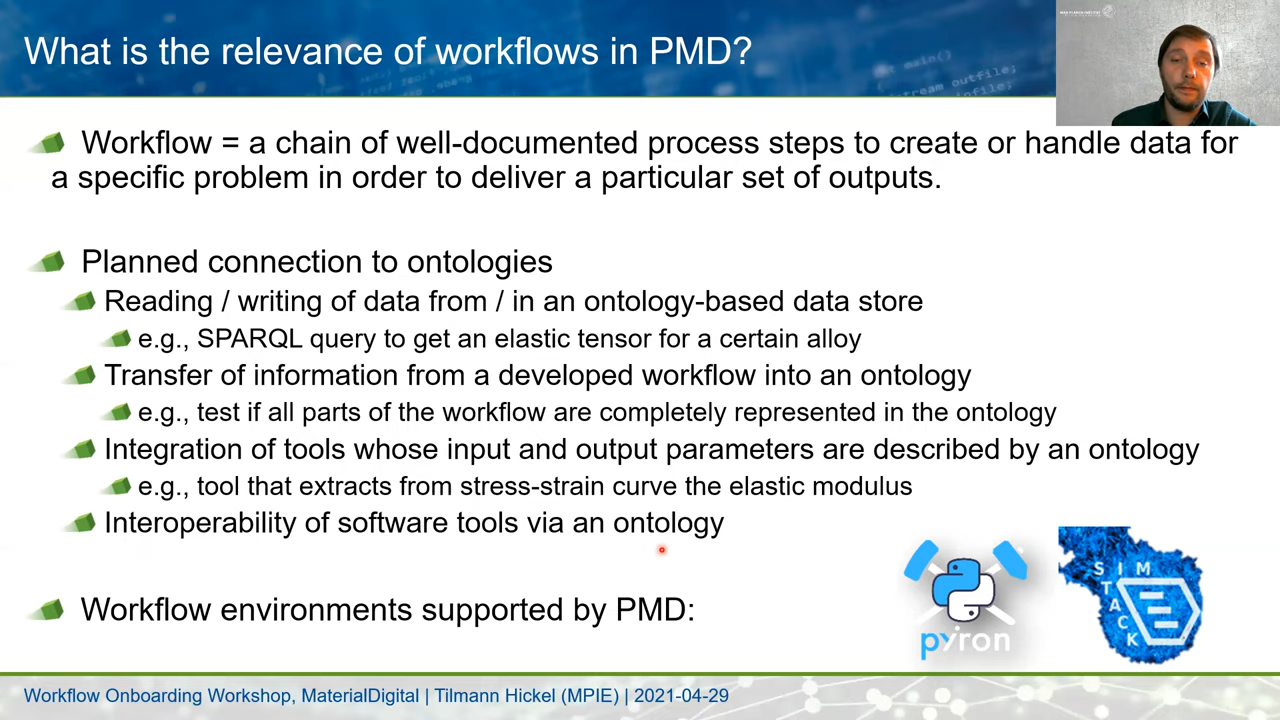 What is the relevance of workflows in PMD?
Workflow = a chain of well-documented process steps to create or handle data for
a specific problem in order to deliver a particular set of outputs.
Planned connection to ontologies
Reading / writing of data from / in an ontology-based data store
e.g., SPARQL query to get an elastic tensor for a certain alloy
Transfer of information from a developed workflow into an ontology
e.g., test if all parts of the workflow are completely represented in the ontology
Integration of tools whose input and output parameters are described by an ontology
e.g., tool that extracts from stress-strain curve the elastic modulus
Interoperability of software tools via an ontology
Workflow environments supported by PMD:
pyron
SIMSTACK
Workflow Onboarding Workshop, MaterialDigital | Tilmann Hickel (MPIE) | 2021-04-29